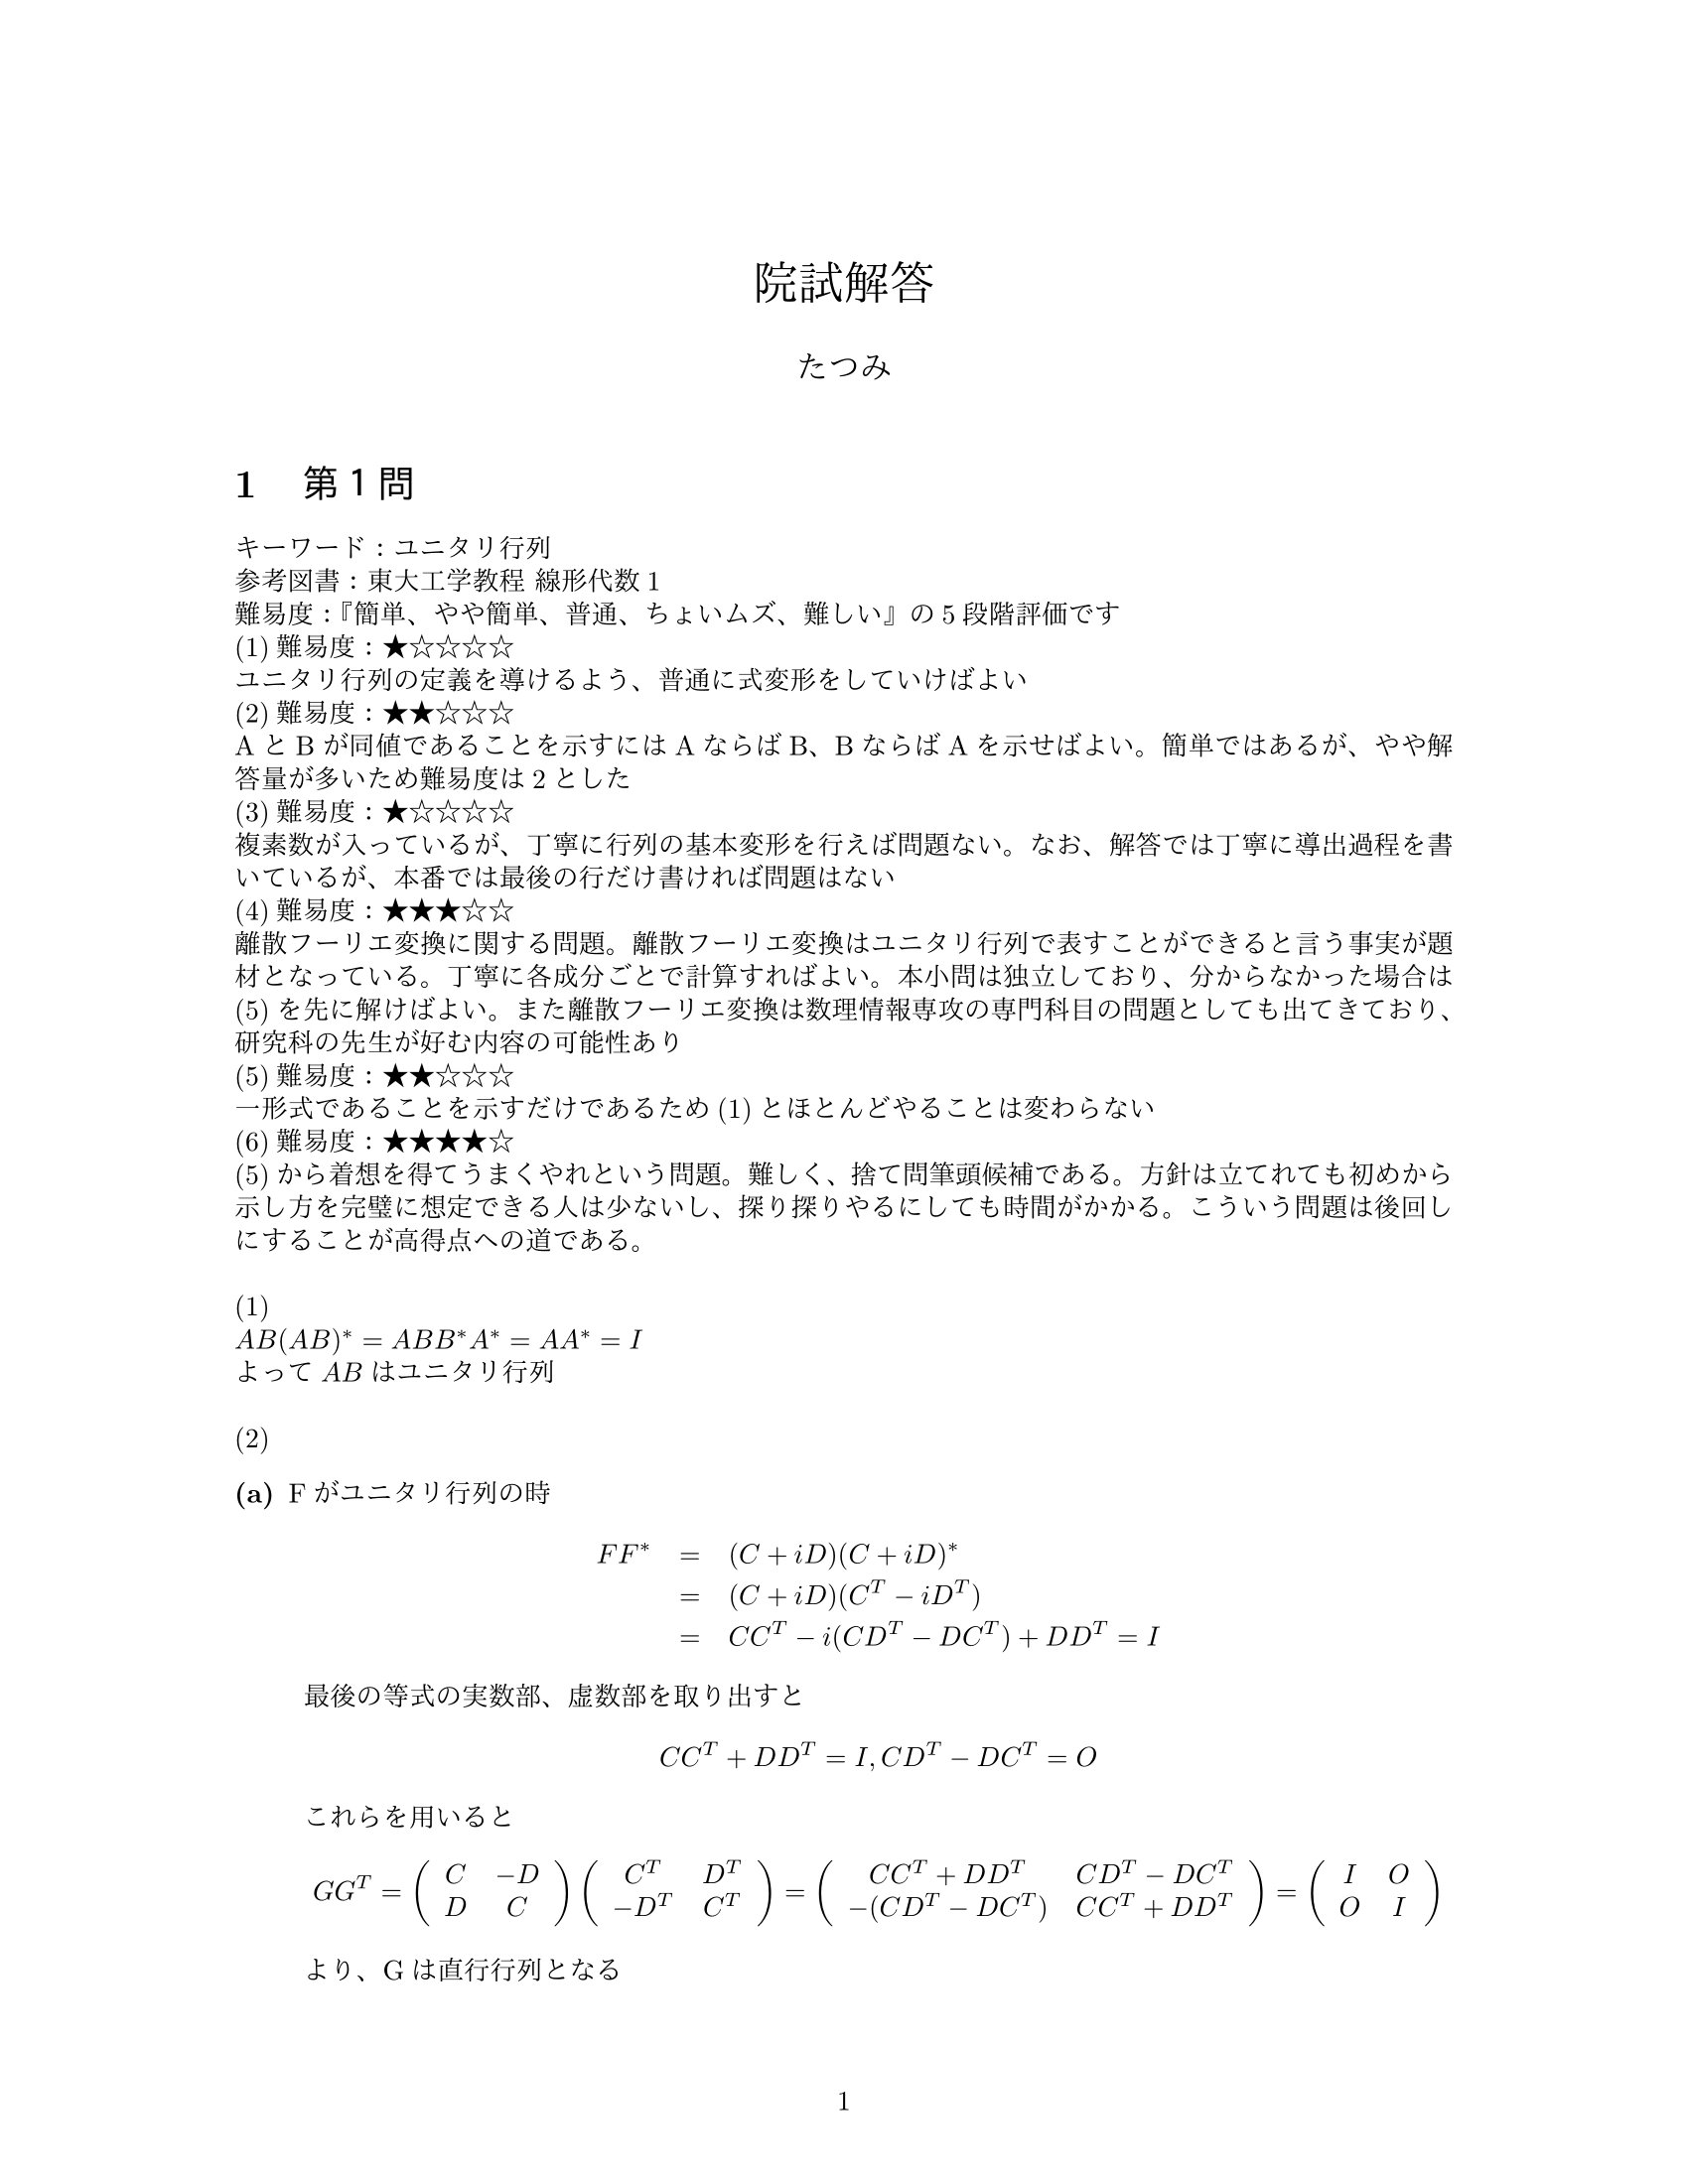 院試解答
たつみ
1 第 1 問
キーワード：ユニタリ行列
参考図書：東大工学教程 線形代数 1
難易度：『簡単、やや簡単、普通、ちょいムズ、難しい』の 5 段階評価です
(1) 難易度：★☆☆☆☆
ユニタリ行列の定義を導けるよう、普通に式変形をしていけばよい
(2) 難易度：★★☆☆☆
A と B が同値であることを示すには A ならば B、B ならば A を示せばよい。簡単ではあるが、やや解
答量が多いため難易度は 2 とした
(3) 難易度：★☆☆☆☆
複素数が入っているが、丁寧に行列の基本変形を行えば問題ない。なお、解答では丁寧に導出過程を書
いているが、本番では最後の行だけ書ければ問題はない
(4) 難易度：★★★☆☆
離散フーリエ変換に関する問題。離散フーリエ変換はユニタリ行列で表すことができると言う事実が題
材となっている。丁寧に各成分ごとで計算すればよい。本小問は独立しており、分からなかった場合は
(5) を先に解けばよい。また離散フーリエ変換は数理情報専攻の専門科目の問題としても出てきており、
研究科の先生が好む内容の可能性あり
(5) 難易度：★★☆☆☆
一形式であることを示すだけであるため (1) とほとんどやることは変わらない
(6) 難易度：★★★★☆
(5) から着想を得てうまくやれという問題。難しく、捨て問筆頭候補である。方針は立てれても初めから
示し方を完璧に想定できる人は少ないし、探り探りやるにしても時間がかかる。こういう問題は後回し
にすることが高得点への道である。
(1)
$AB(AB)^* = ABB^*A^* = AA^* = I$
よって $AB$ はユニタリ行列
(2)
(a) F がユニタリ行列の時
$FF^* = (C + iD)(C + iD)^*$
$= (C + iD)(C^T - iD^T)$
$= CC^T - i(CD^T - DC^T) + DD^T = I$
最後の等式の実数部、虚数部を取り出すと
$CC^T + DD^T = I, CD^T - DC^T = O$
これらを用いると
$GG^T = \begin{pmatrix} C & -D \\ D & C \end{pmatrix} \begin{pmatrix} C^T & D^T \\ -D^T & C^T \end{pmatrix} = \begin{pmatrix} CC^T + DD^T & CD^T - DC^T \\ -(CD^T - DC^T) & CC^T + DD^T \end{pmatrix} = \begin{pmatrix} I & O \\ O & I \end{pmatrix}$
より、G は直行行列となる
1